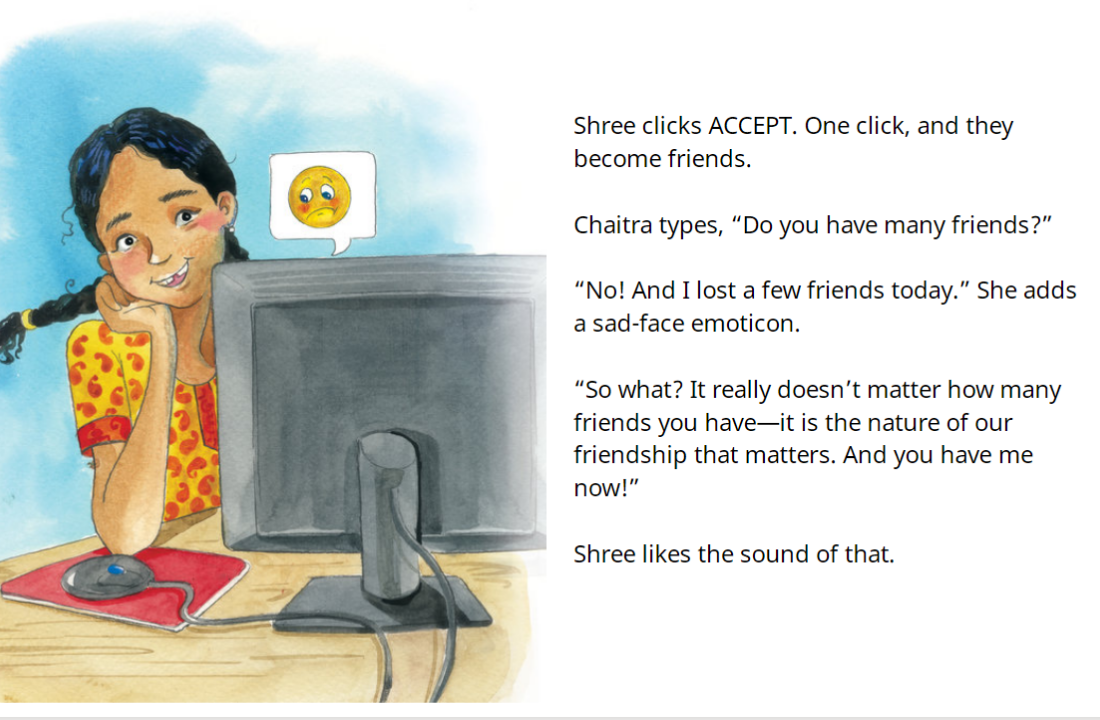 Shree clicks ACCEPT. One click, and they
become friends.
Chaitra types, “Do you have many friends?”
“No! And I lost a few friends today.” She adds
a sad-face emoticon.
“So what? It really doesn’t matter how many
friends you have—it is the nature of our
friendship that matters. And you have me
now!”
Shree likes the sound of that.